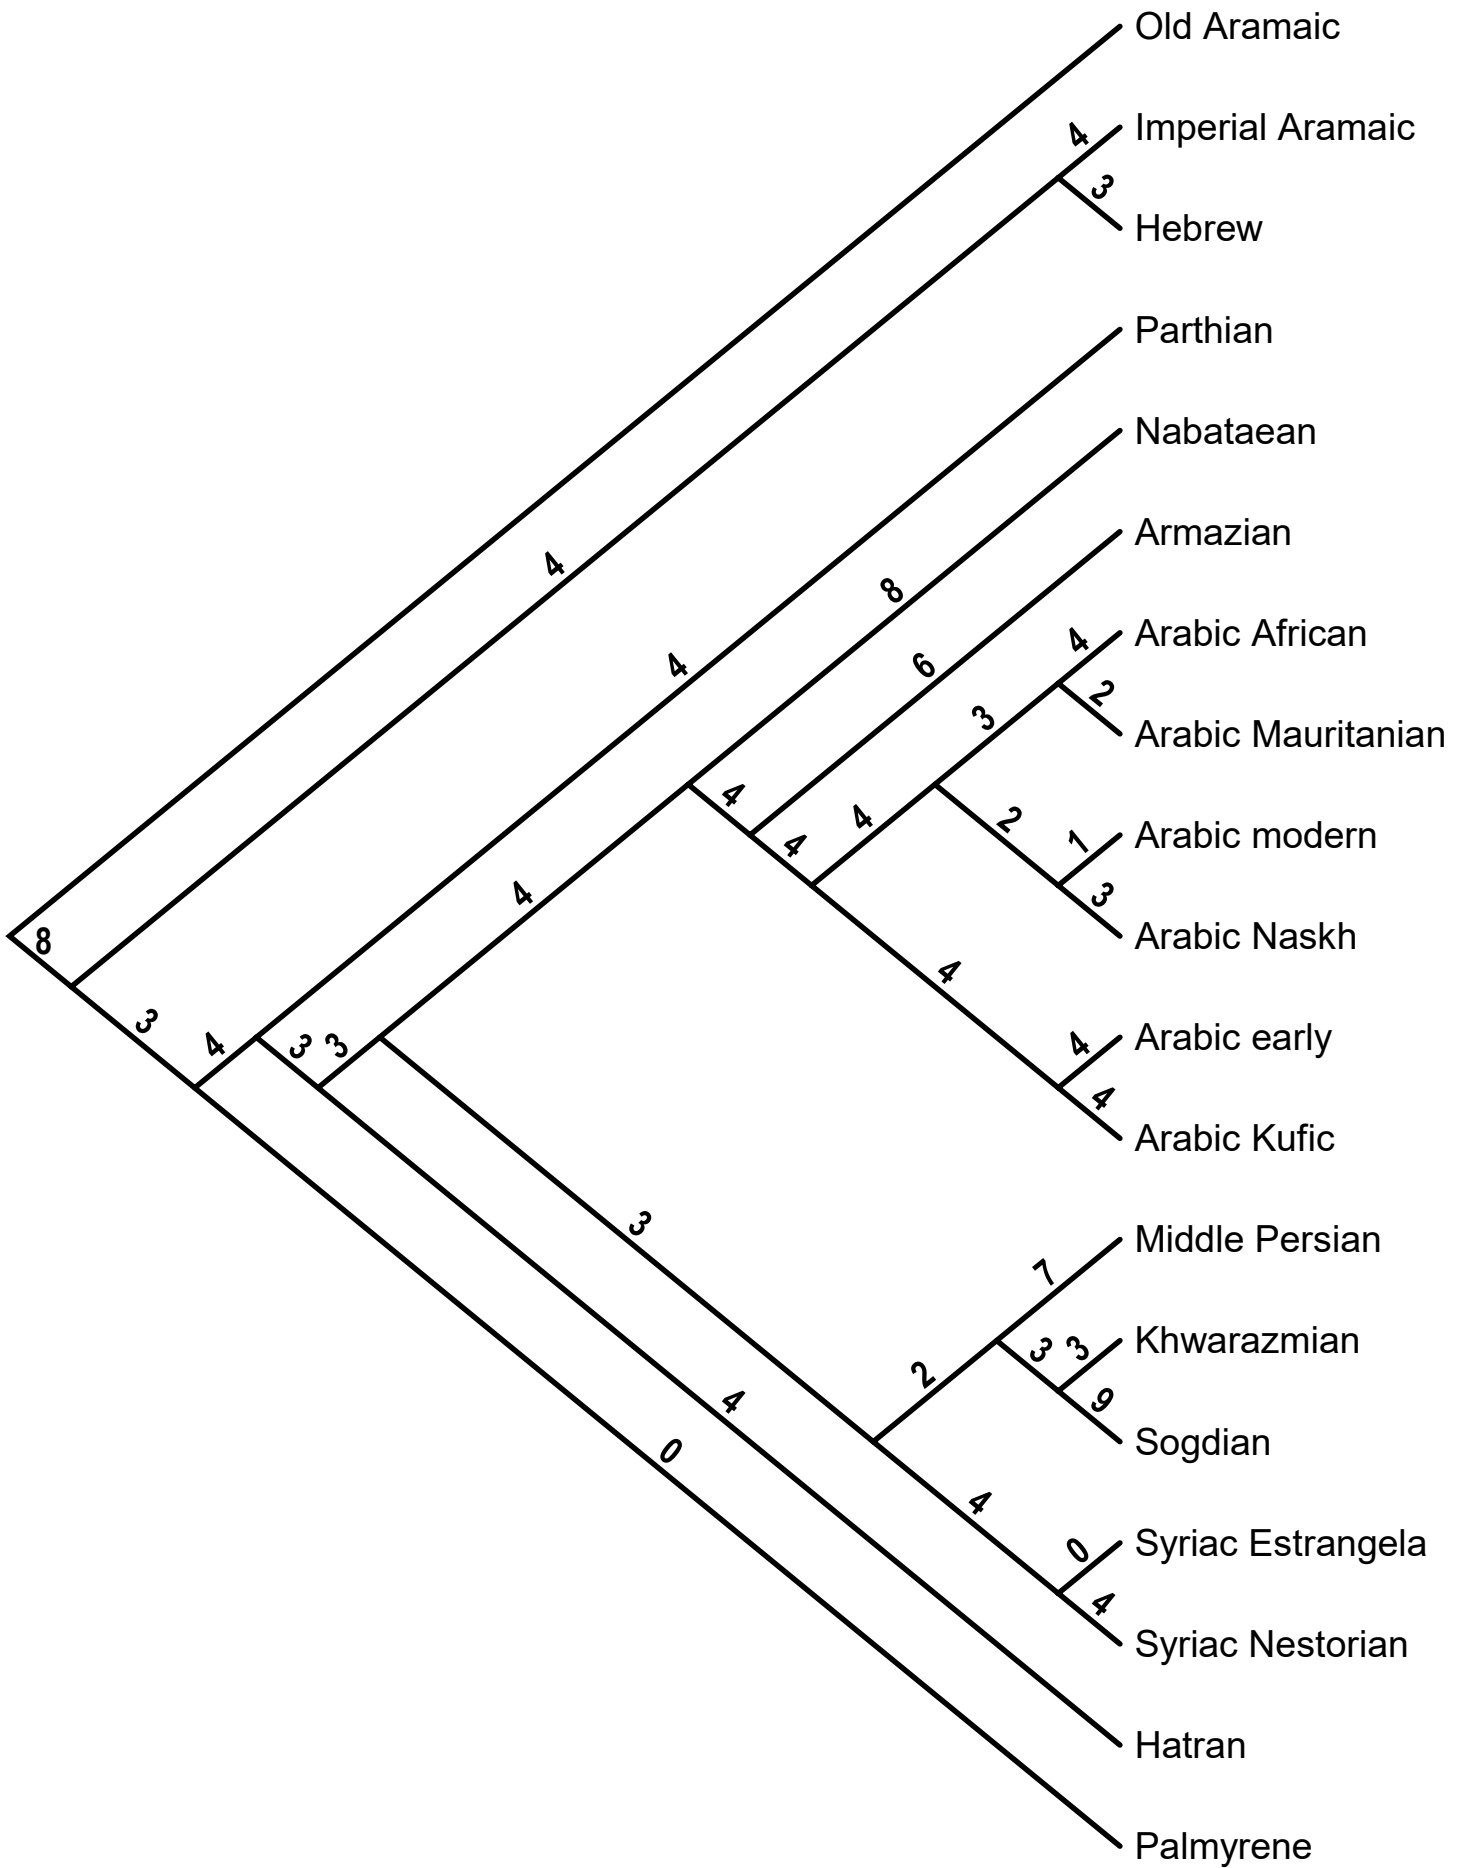 Old Aramaic
4 Imperial Aramaic
3
Hebrew
Parthian
Nabataean
Armazian
4
8
4 Arabic African
6
4
2
3
Arabic Mauritanian
4
4
2
1 Arabic modern
4
4
3
8
Arabic Naskh
4
3
4
3
3
4 Arabic early
4
Arabic Kufic
3
7 Middle Persian
3
3 Khwarazmian
2
4
9
0
Sogdian
4
0 Syriac Estrangela
4
Syriac Nestorian
Hatran
Palmyrene